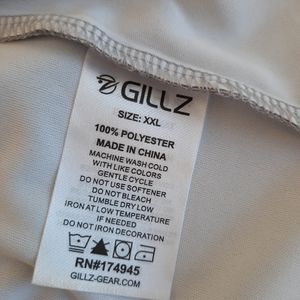 GILLZ
SIZE: XXL
100% POLYESTER
MADE IN CHINA
MACHINE WASH COLD
WITH LIKE COLORS
GENTLE CYCLE
DO NOT USE SOFTENER
DO NOT BLEACH
TUMBLE DRY LOW
IRON AT LOW TEMPERATURE
IF NEEDED
DO NOT IRON DECORATION
RN#174945
GILLZ-GEAR.COM